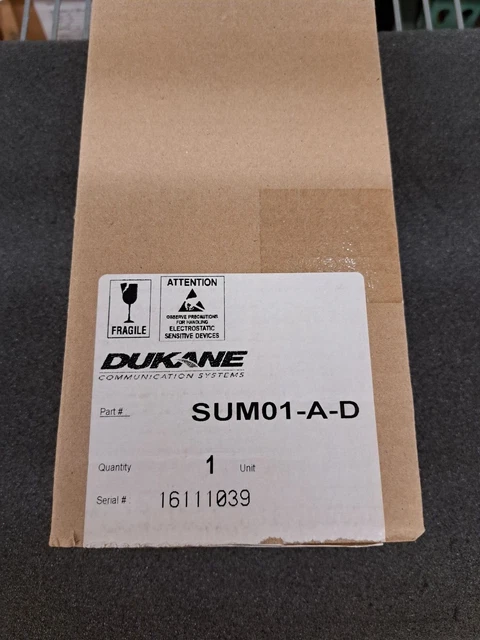 FRAGILE
ATTENTION
OBSERVE PRECAUTIONS
FOR HANDLING
ELECTROSTATIC
SENSITIVE DEVICES
DUKANE
COMMUNICATION SYSTEMS
Part # SUM01-A-D
Quantity 1 Unit
Serial # 16111039